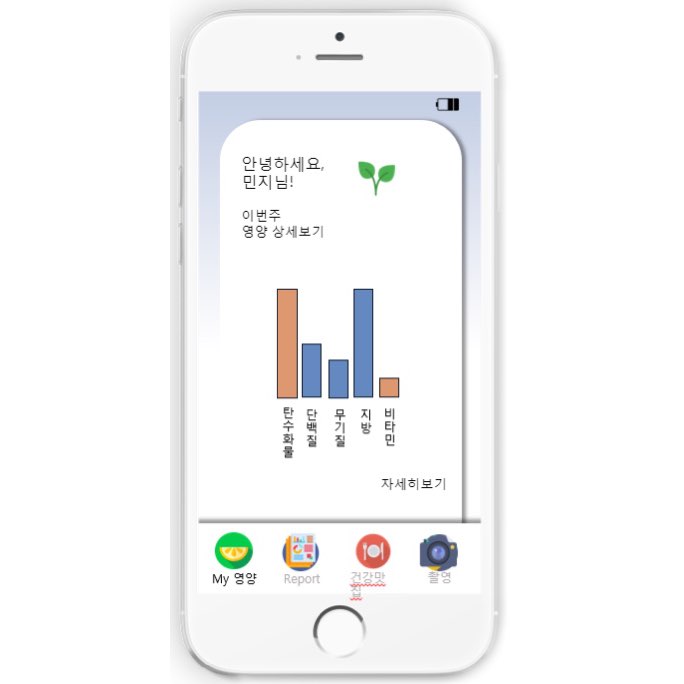 안녕하세요,
민지님!
이번주
영양 상세보기
탄수화물
단백질
무기질
지방
비타민
자세히보기
My 영양
Report
건강맛
집
촬영